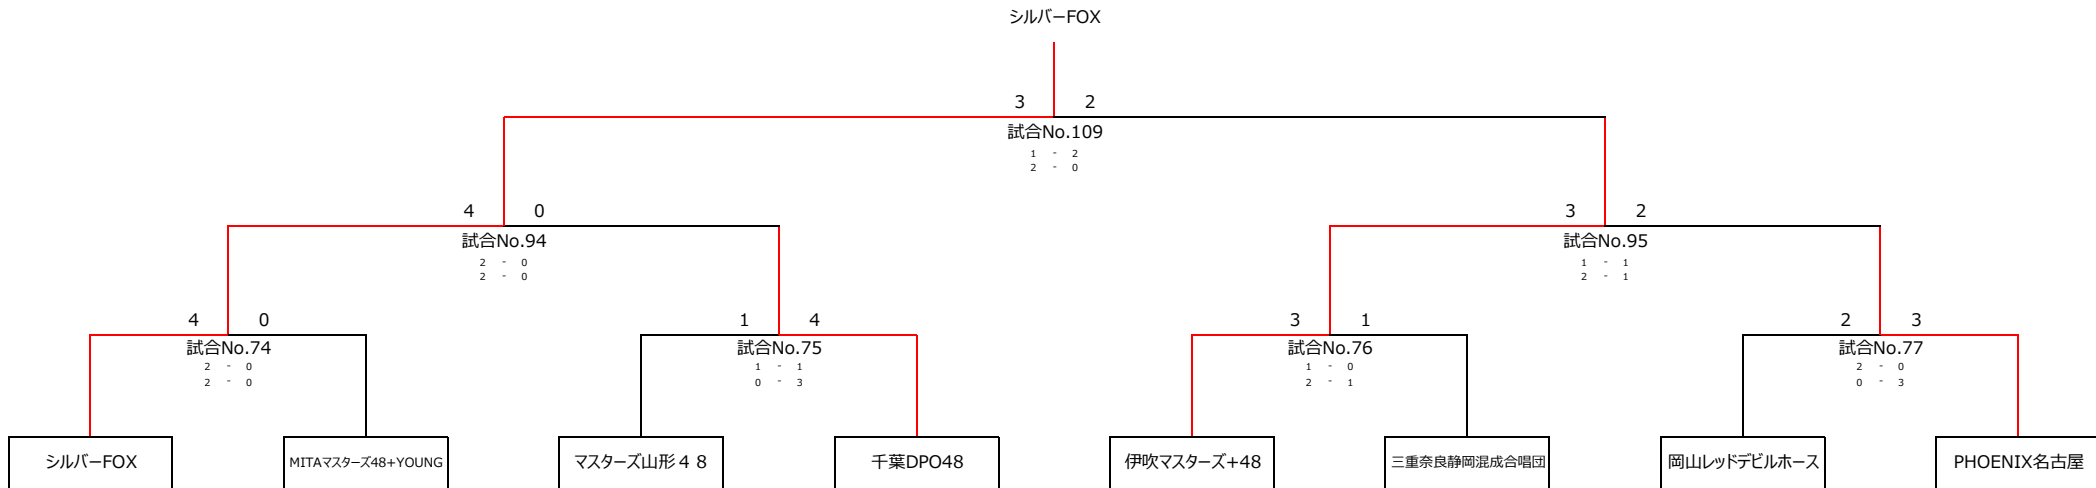 シルバーFOX
3 2
試合No.109
1 - 2
2 - 0
4 0
試合No.94
2 - 0
2 - 0
3 2
試合No.95
1 - 1
2 - 1
4 0
試合No.74
2 - 0
2 - 0
1 4
試合No.75
1 - 1
0 - 3
3 1
試合No.76
1 - 0
2 - 1
2 3
試合No.77
2 - 0
0 - 3
シルバーFOX
MITAマスターズ48+YOUNG
マスターズ山形４８
千葉DPO48
伊吹マスターズ+48
三重奈良静岡混成合唱団
岡山レッドデビルホース
PHOENIX名古屋